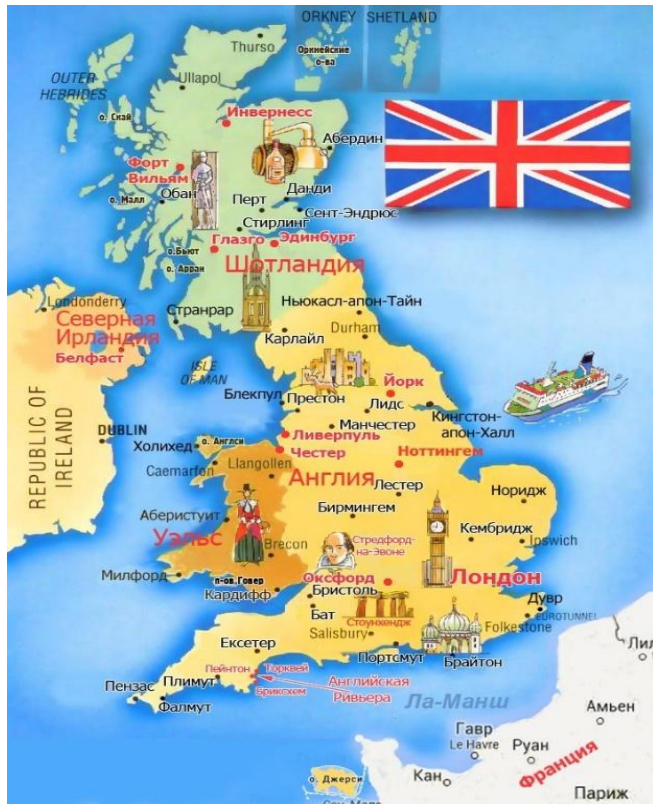 ORKNEY
SHETLAND
Оркнейские
о-ва
Thurso
OUTER
HEBRIDES
Ullapol
о. Скай
Инвернесс
Абердин
Форт
Вильям
о. Малл
Обан
Перт
Данди
Стирлинг
Сент-Эндрюс
о.Бьют
Глазго
Эдинбург
о. Арран
Шотландия
Londonderry
Странрар
Ньюкасл-апон-Тайн
Северная
Ирландия
Карлайл
Durham
Белфаст
ISLE
OF MAN
Блекпул
Престон
Йорк
Лидс
Манчестер
Кингстон-
апон-Халл
REPUBLIC OF
IRELAND
DUBLIN
Холихед
о. Англси
Ливерпуль
Честер
Ноттингем
Caernarfon
Llangollen
Англия
Лестер
Норидж
Аберистуит
Бирмингем
Уэльс
Brecon
Стредфорд-
на-Эвоне
Кембридж
Ipswich
Милфорд
п-ов.Говер
Кардифф
Оксфорд
Лондон
Бристоль
Бат
Стоунхендж
Salisbury
Дувр
EUROTUNNEL
Folkestone
Ексетер
Портсмут
Брайтон
Пейнтон
Торквей
Пензас
Плимут
Бриксхем
Английская
Ривьера
Фалмут
Ла-Манш
Лил
Амьен
Гавр
Le Havre
Руан
Франция
о. Джерси
Кан
Париж